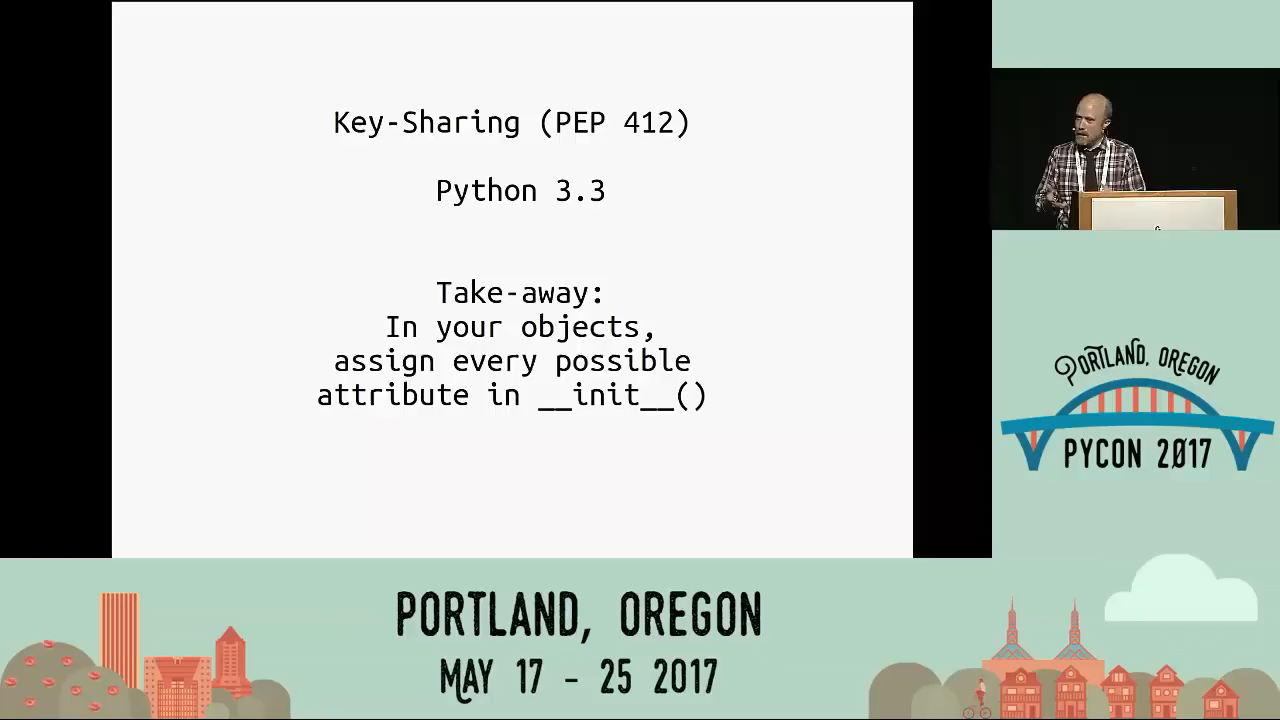 Key-Sharing (PEP 412)
Python 3.3
Take-away:
In your objects,
assign every possible
attribute in __init__()
PORTLAND, OREGON
PYCON 2017
PORTLAND, OREGON
MAY 17 - 25 2017